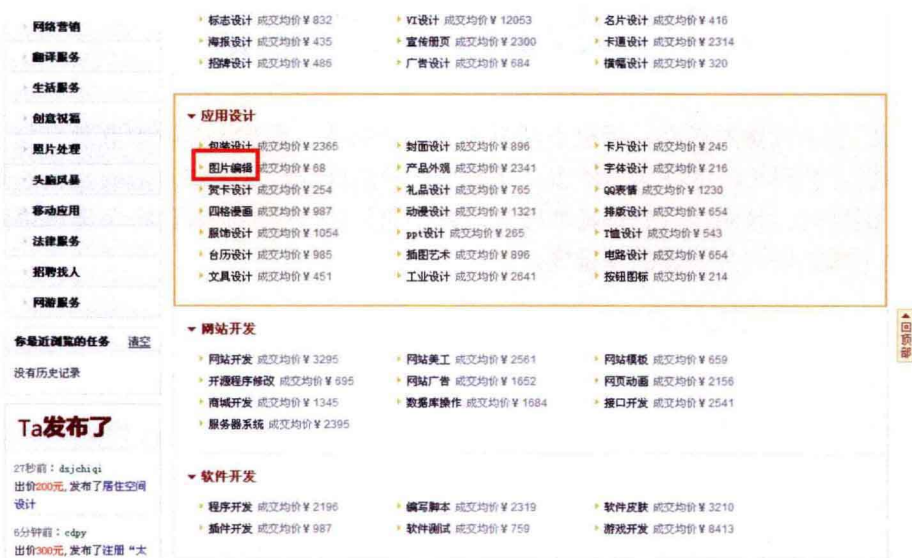 网络营销
翻译服务
生活服务
创意祝福
照片处理
头脑风暴
移动应用
法律服务
招聘找人
网游服务
你最近浏览的任务 清空
没有历史记录
Ta发布了
27秒前：dsjchiqi
出价200元,发布了居住空间
设计
6分钟前：cdpy
出价300元,发布了注册“太
标志设计 成交均价¥832 VI设计 成交均价¥12053 名片设计 成交均价¥416
海报设计 成交均价¥435 宣传册页 成交均价¥2300 卡通设计 成交均价¥2314
招牌设计 成交均价¥486 广告设计 成交均价¥684 横幅设计 成交均价¥320
应用设计
包装设计 成交均价¥2365 封面设计 成交均价¥896 卡片设计 成交均价¥245
图片编辑 成交均价¥68 产品外观 成交均价¥2341 字体设计 成交均价¥216
贺卡设计 成交均价¥254 礼品设计 成交均价¥765 QQ表情 成交均价¥1230
四格漫画 成交均价¥987 动漫设计 成交均价¥1321 排版设计 成交均价¥654
服饰设计 成交均价¥1054 ppt设计 成交均价¥265 T恤设计 成交均价¥543
台历设计 成交均价¥985 插图艺术 成交均价¥896 电路设计 成交均价¥654
文具设计 成交均价¥451 工业设计 成交均价¥2641 按钮图标 成交均价¥214
网站开发
网站开发 成交均价¥3295 网站美工 成交均价¥2561 网站模板 成交均价¥659
开源程序修改 成交均价¥695 网站广告 成交均价¥1652 网页动画 成交均价¥2156
商城开发 成交均价¥1345 数据库操作 成交均价¥1684 接口开发 成交均价¥2541
服务器系统 成交均价¥2395
软件开发
程序开发 成交均价¥2196 编写脚本 成交均价¥2319 软件皮肤 成交均价¥3210
插件开发 成交均价¥987 软件测试 成交均价¥759 游戏开发 成交均价¥8413
回顶部